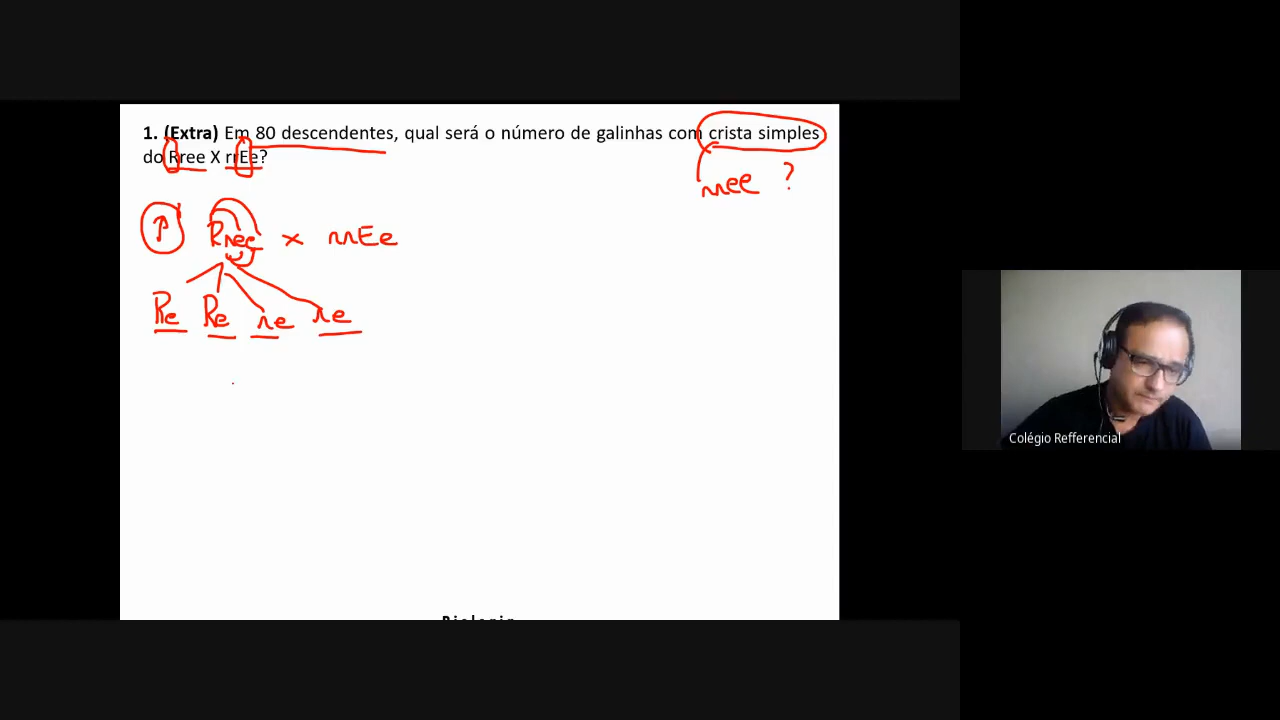 1. (Extra) Em 80 descendentes, qual será o número de galinhas com crista simples
do Rree X rrEe?
rree ?
P Rree x rrEe
Re Re re re
Colégio Refferencial
Biologia